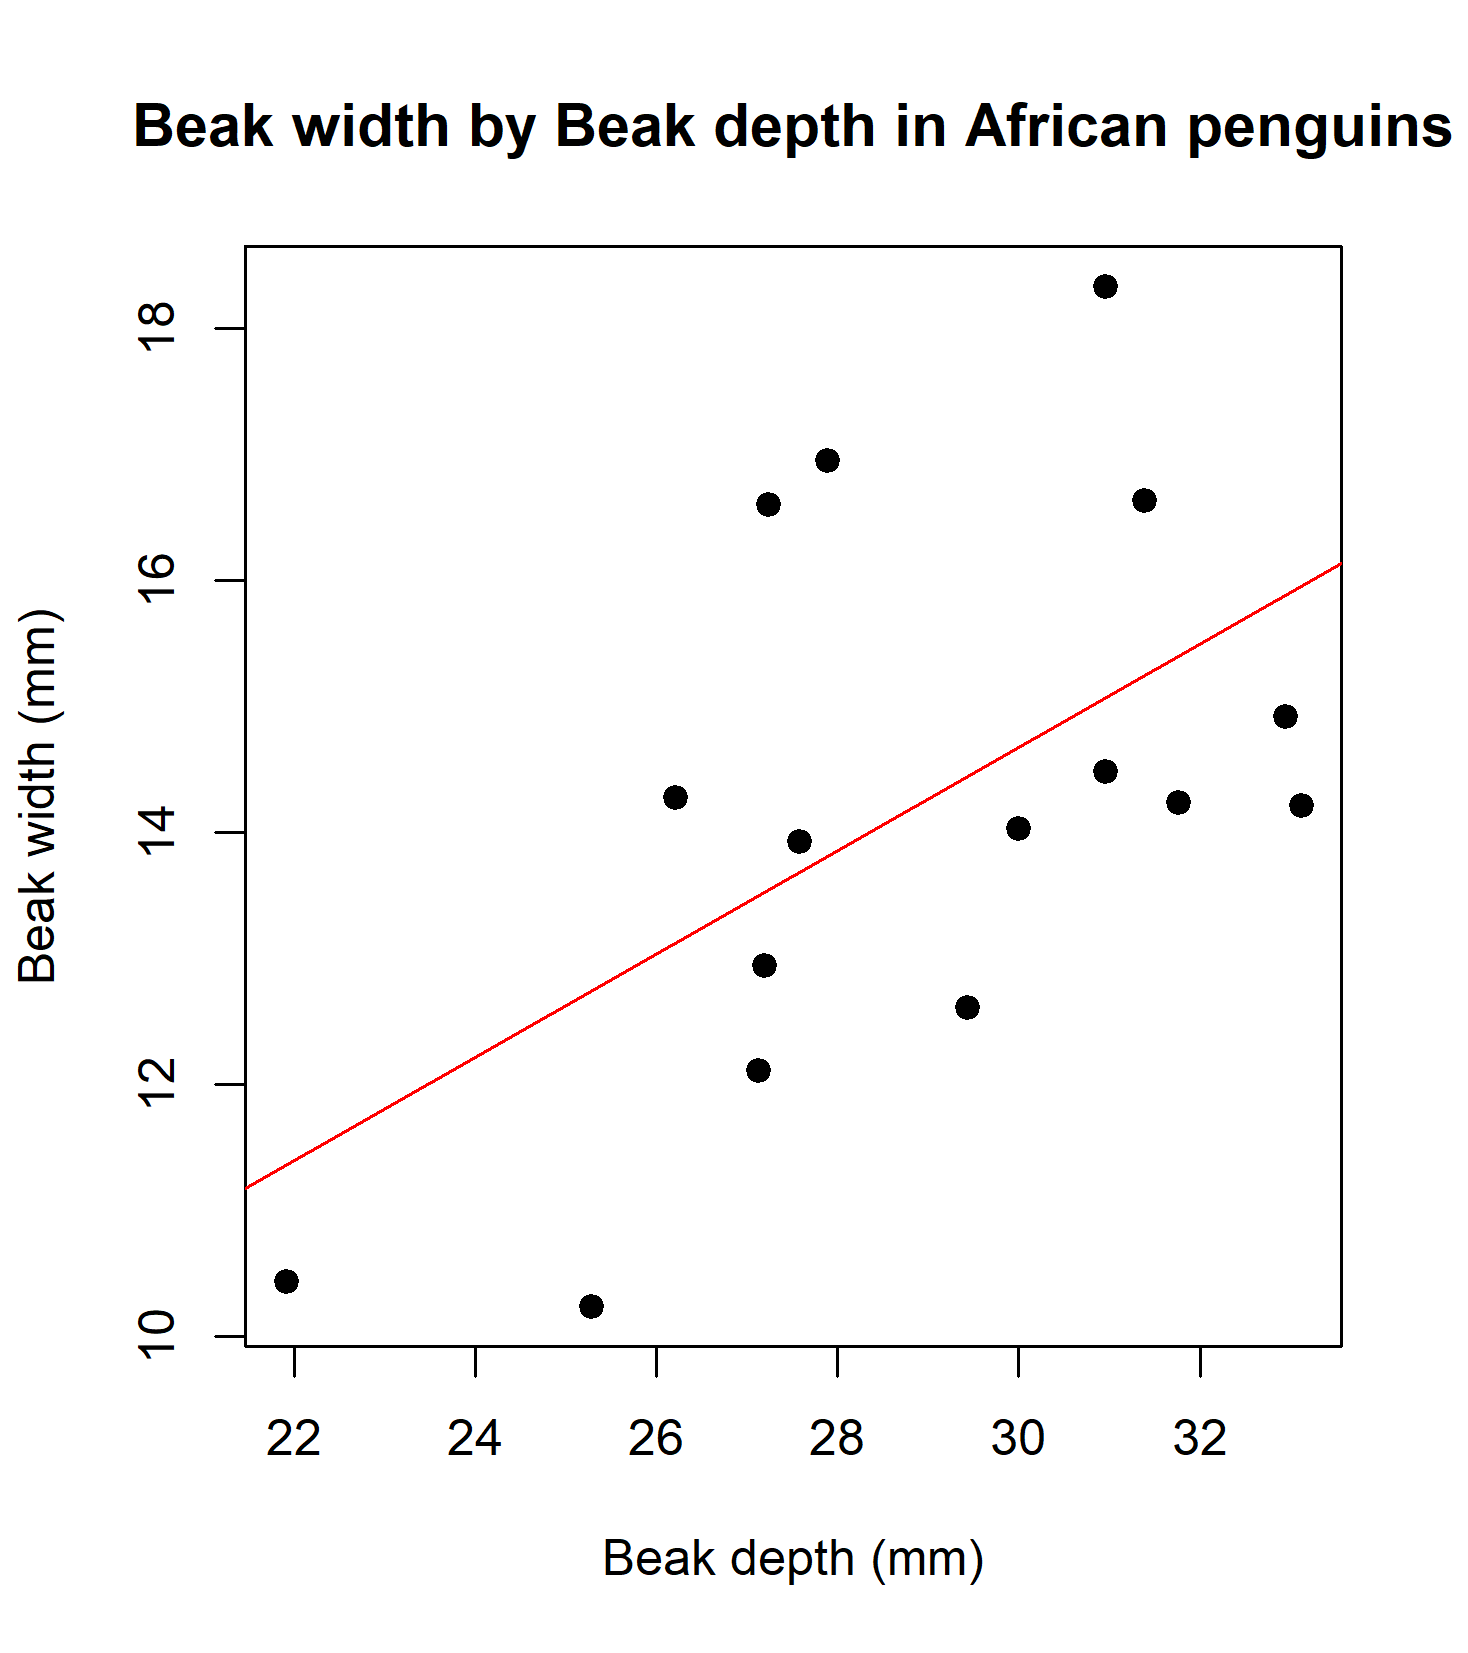 Beak width by Beak depth in African penguins
18
16
14
12
10
Beak width (mm)
22 24 26 28 30 32
Beak depth (mm)